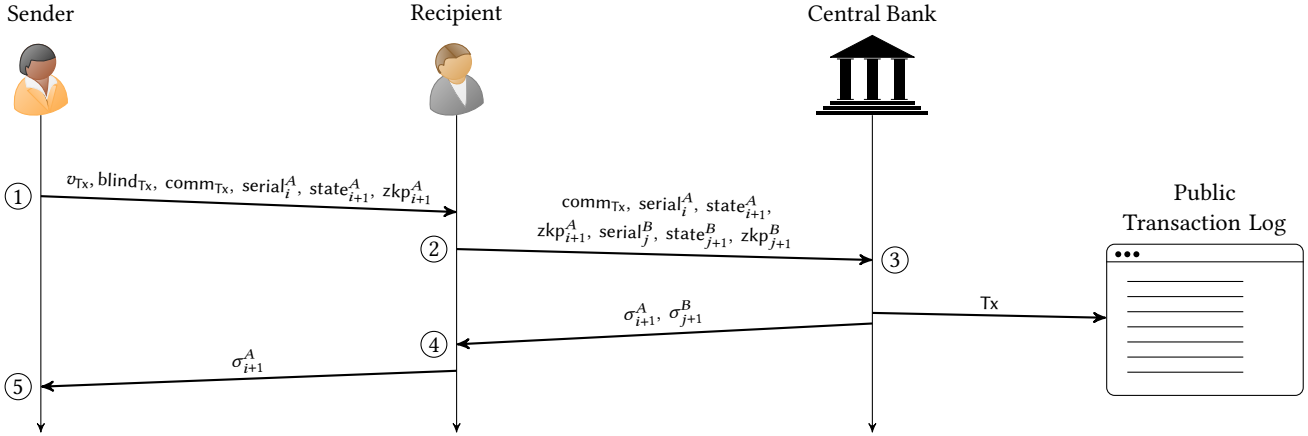 Sender
Recipient
Central Bank
① v_Tx, blind_Tx, comm_Tx, serial_i^A, state_{i+1}^A, zkp_{i+1}^A
comm_Tx, serial_i^A, state_{i+1}^A,
zkp_{i+1}^A, serial_j^B, state_{j+1}^B, zkp_{j+1}^B
②
③
Public
Transaction Log
Tx
σ_{i+1}^A, σ_{j+1}^B
④
σ_{i+1}^A
⑤